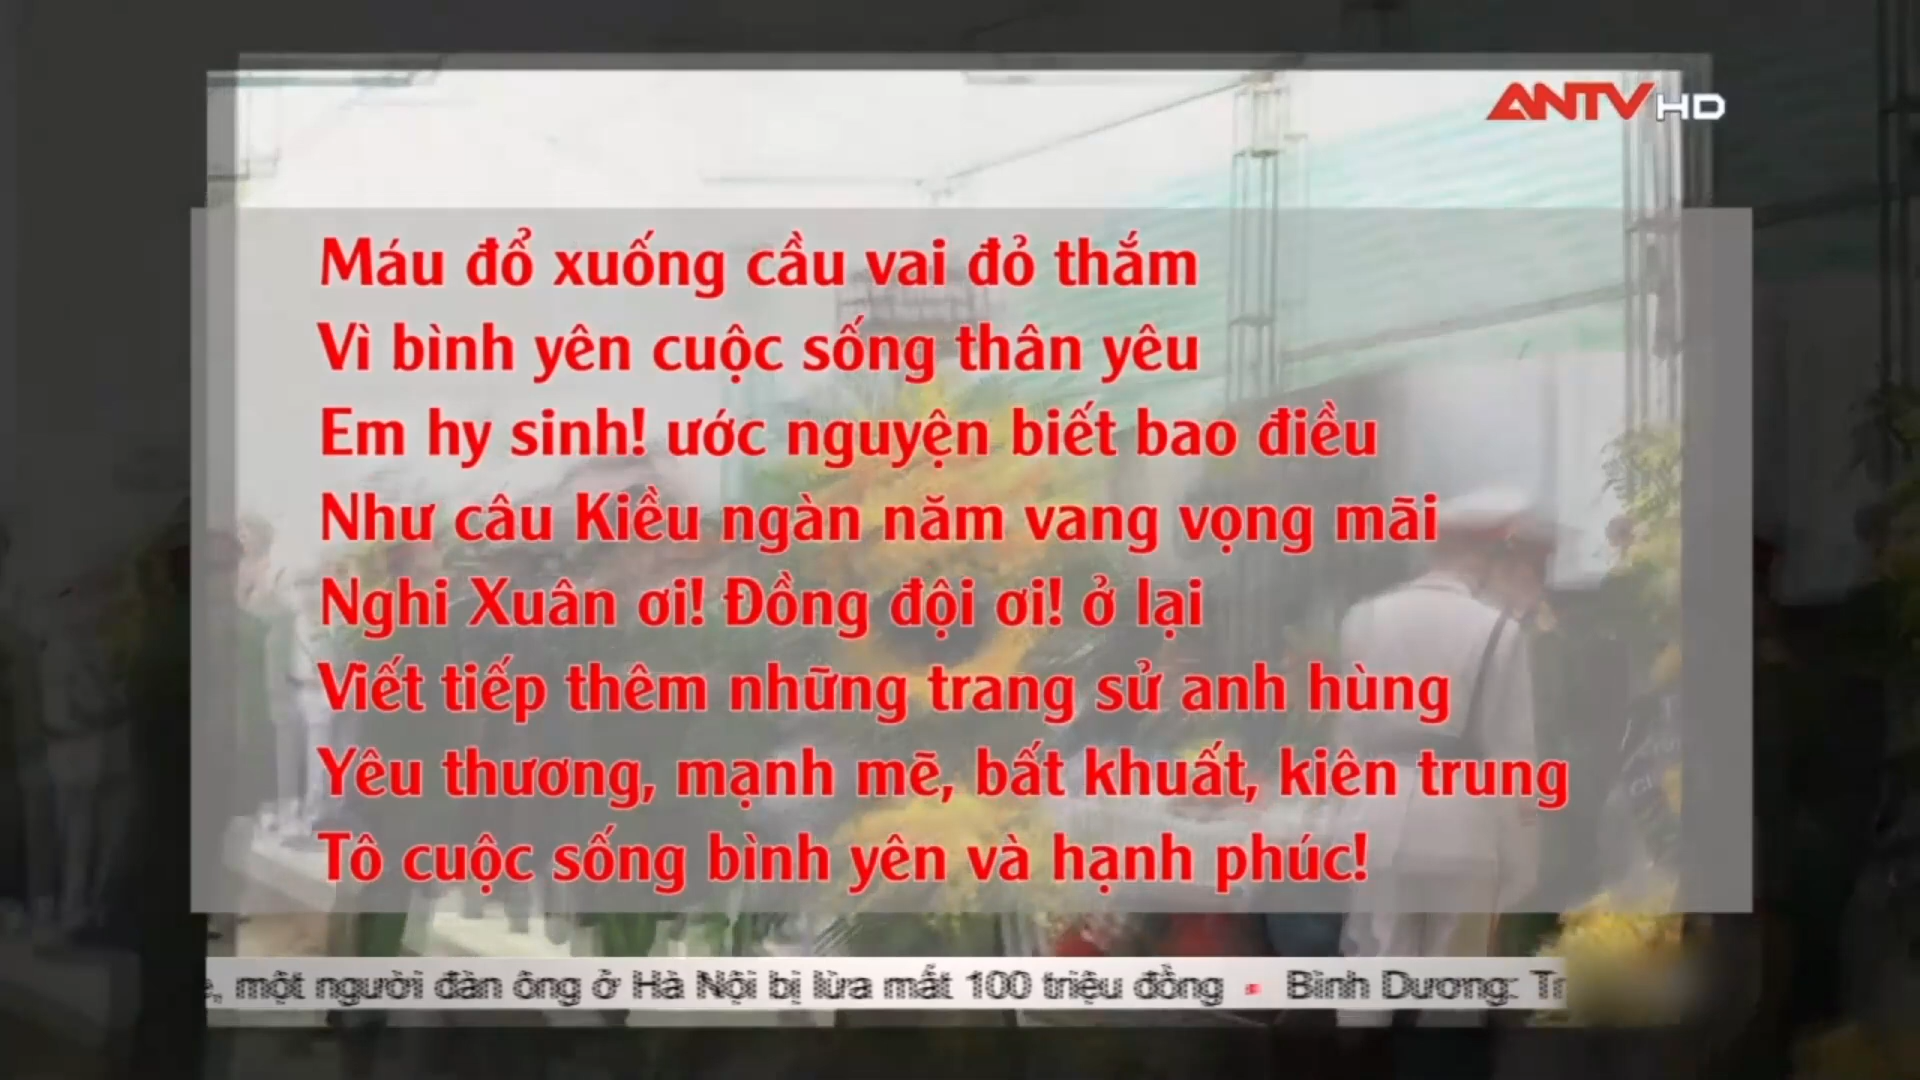 ANTV HD
Máu đổ xuống cầu vai đỏ thắm
Vì bình yên cuộc sống thân yêu
Em hy sinh! ước nguyện biết bao điều
Như câu Kiều ngàn năm vang vọng mãi
Nghi Xuân ơi! Đồng đội ơi! ở lại
Viết tiếp thêm những trang sử anh hùng
Yêu thương, mạnh mẽ, bất khuất, kiên trung
Tô cuộc sống bình yên và hạnh phúc!
, một người đàn ông ở Hà Nội bị lừa mất 100 triệu đồng ▪ Bình Dương: Tr